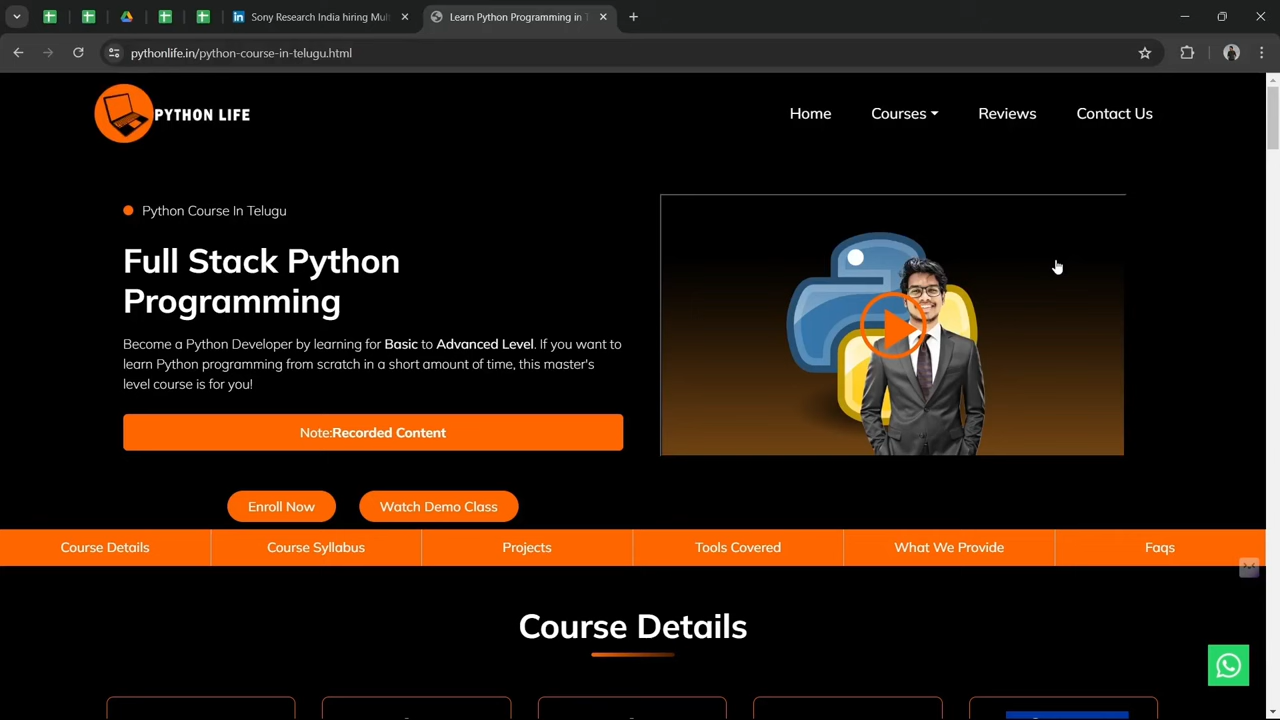 Sony Research India hiring Mul
Learn Python Programming in T
pythonlife.in/python-course-in-telugu.html
PYTHON LIFE
Home
Courses
Reviews
Contact Us
Python Course In Telugu
Full Stack Python
Programming
Become a Python Developer by learning for Basic to Advanced Level. If you want to
learn Python programming from scratch in a short amount of time, this master's
level course is for you!
Note:Recorded Content
Enroll Now
Watch Demo Class
Course Details
Course Syllabus
Projects
Tools Covered
What We Provide
Faqs
Course Details